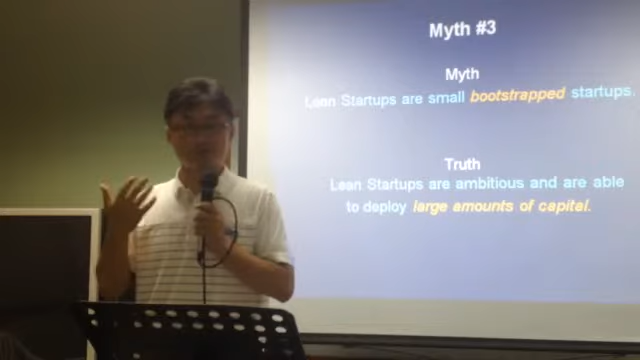 Myth #3
Myth
Lean Startups are small bootstrapped startups.
Truth
Lean Startups are ambitious and are able
to deploy large amounts of capital.